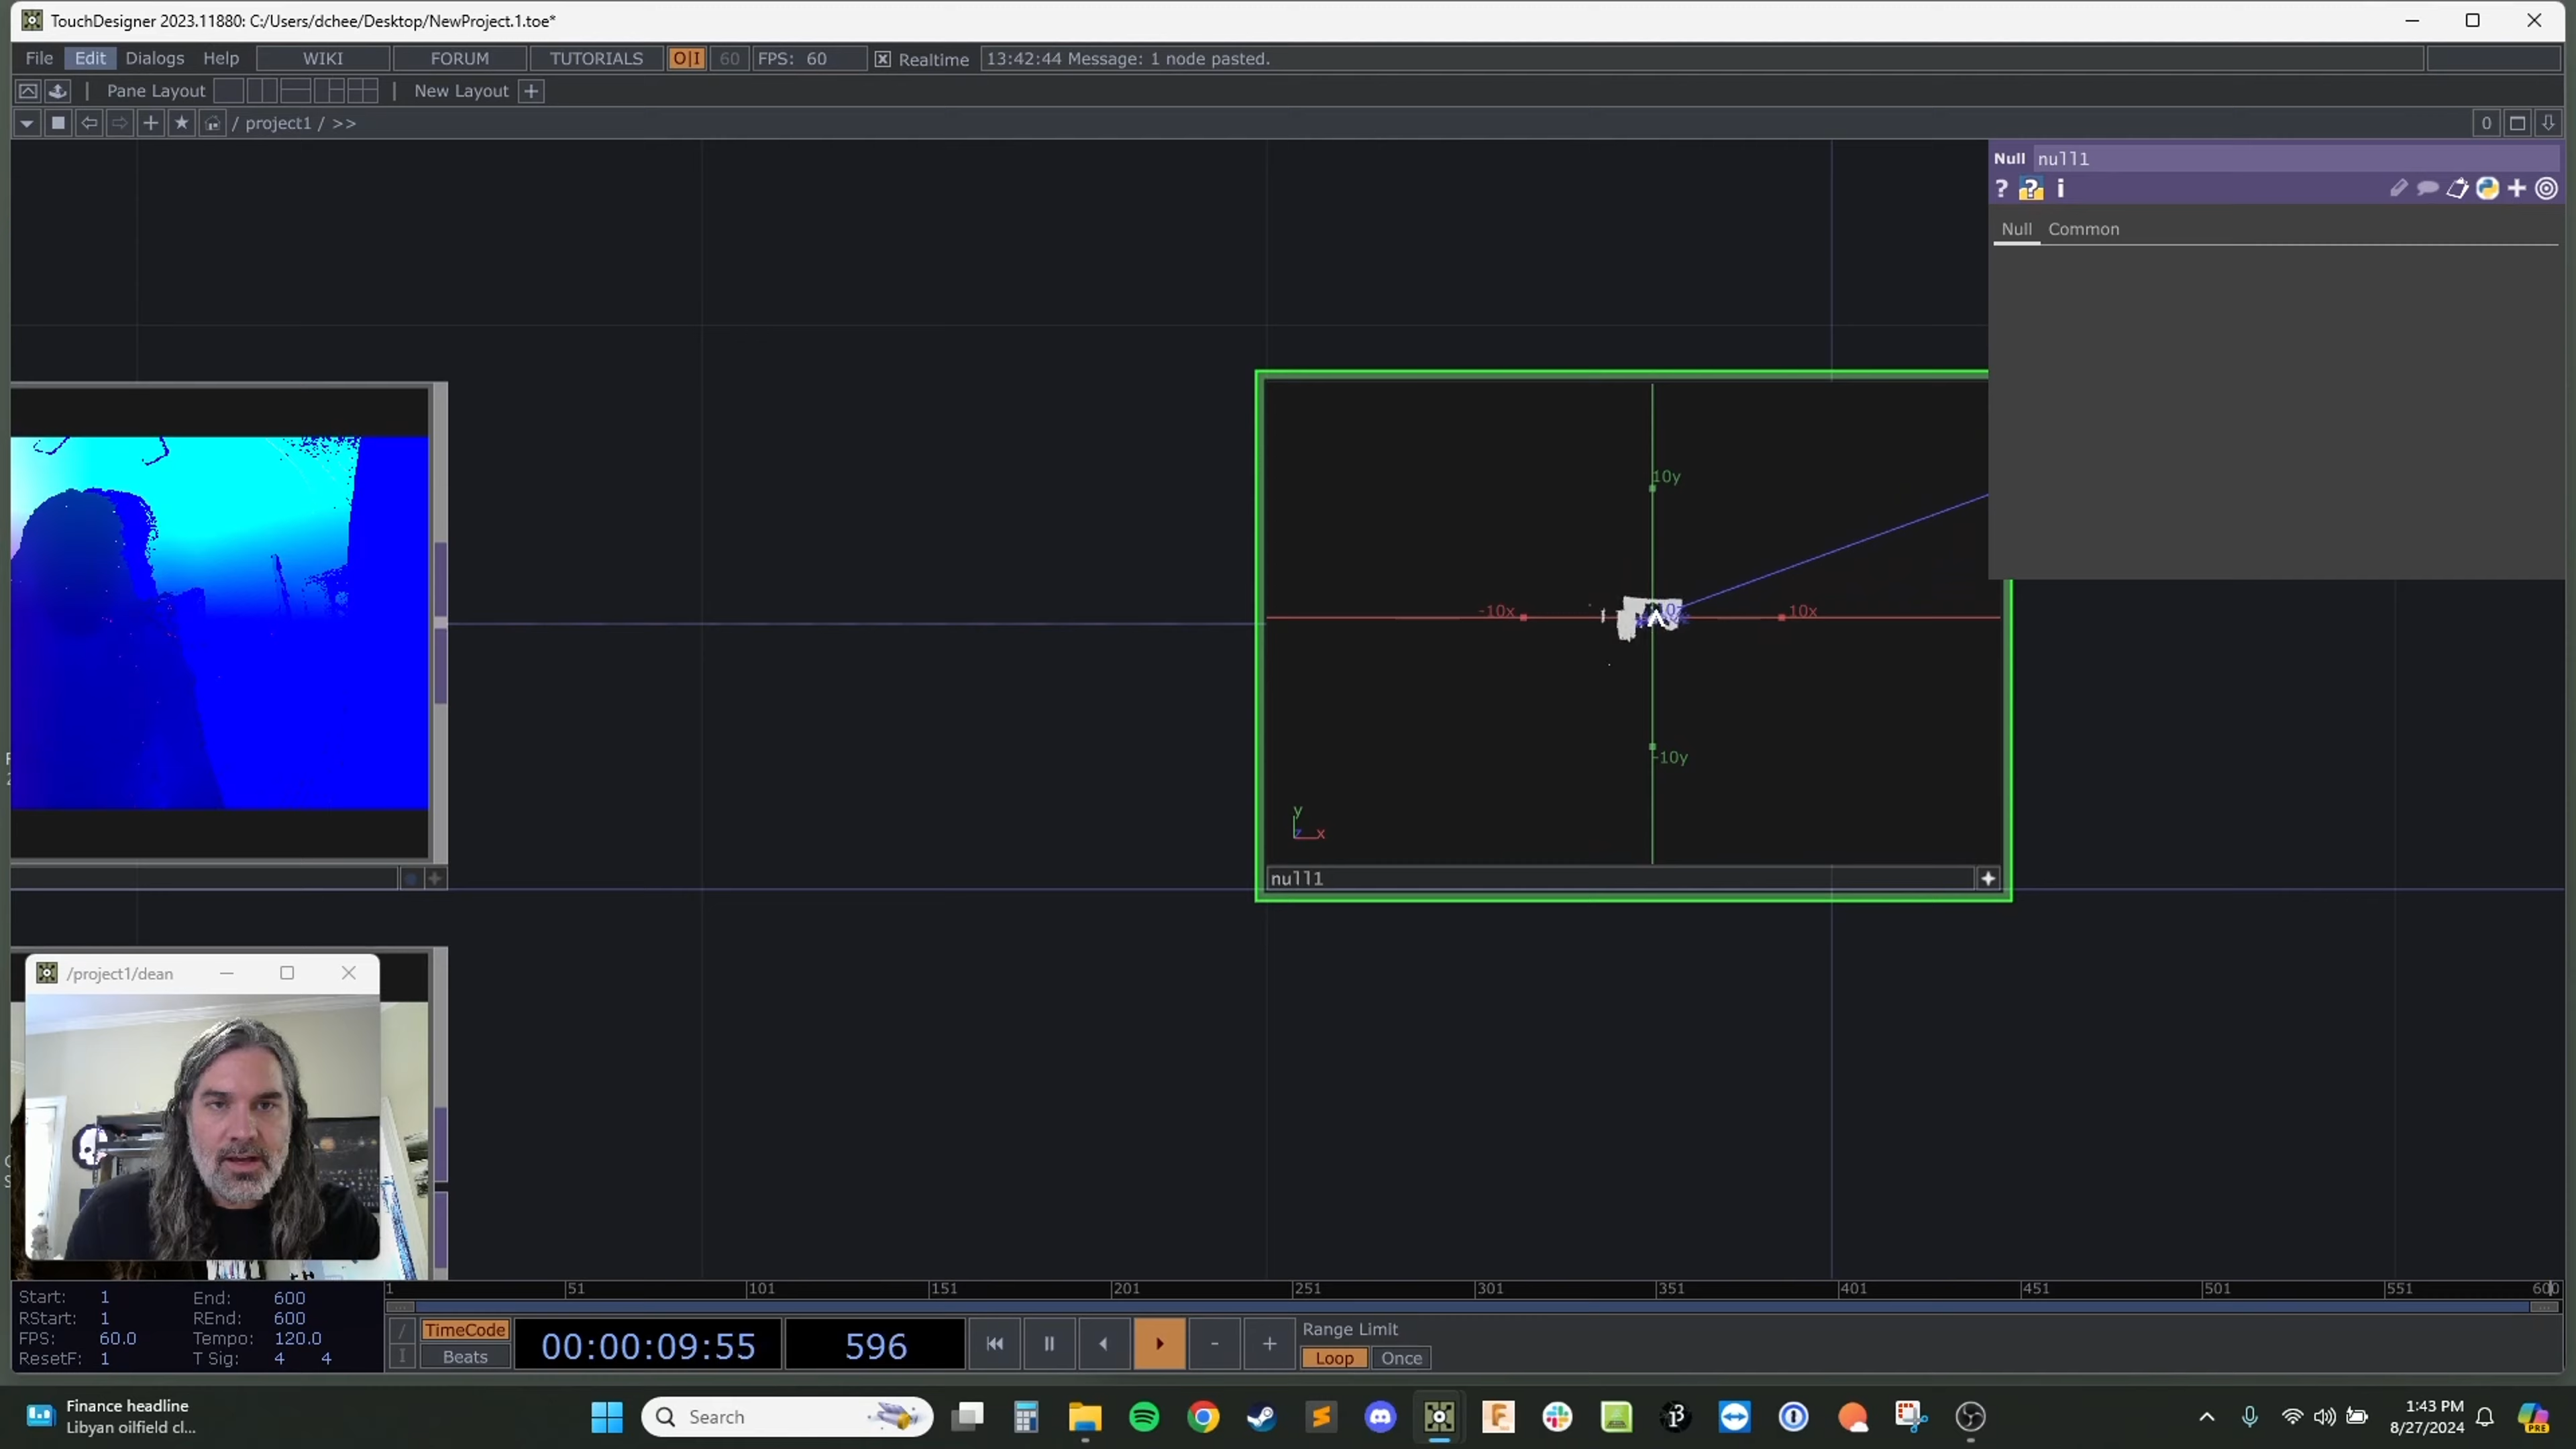 TouchDesigner 2023.11880: C:/Users/dchee/Desktop/NewProject.1.toe*
File Edit Dialogs Help WIKI FORUM TUTORIALS O|I 60 FPS: 60 Realtime 13:42:44 Message: 1 node pasted.
Pane Layout New Layout +
/ project1 / >> 0
Null null1
? ? i
Null Common
10y
-10x 10x
-10y
y
z x
null1
/project1/dean
1 51 101 151 201 251 301 351 401 451 501 551 600
Start: 1 End: 600
RStart: 1 REnd: 600
FPS: 60.0 Tempo: 120.0
ResetF: 1 T Sig: 4 4
TimeCode
Beats
00:00:09:55 596
Range Limit
Loop Once
Finance headline
Libyan oilfield cl...
Search
1:43 PM
8/27/2024
PRE